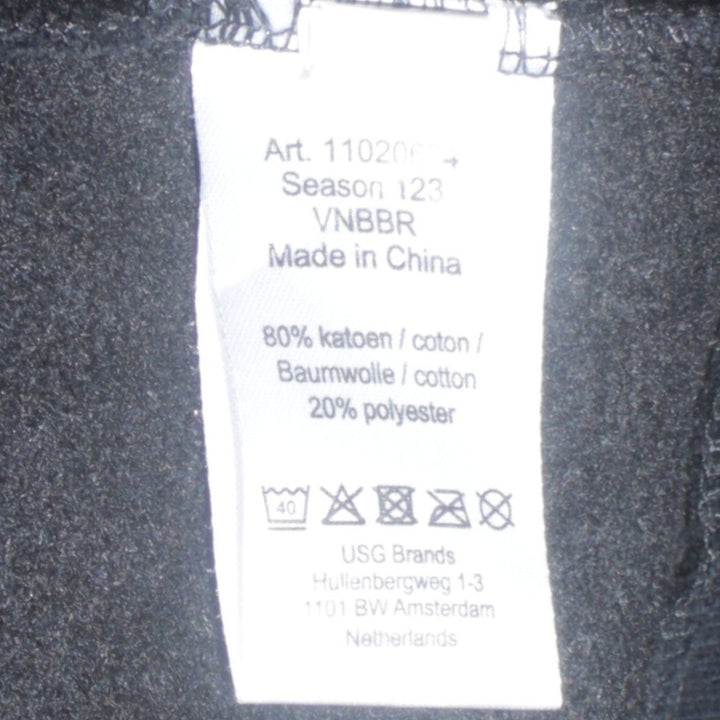 Art.
Season 123
VNBBR
Made in China
80% katoen / coton /
Baumwolle / cotton
20% polyester
40
USG Brands
Hullenbergweg 1-3
1101 BW Amsterdam
Netherlands